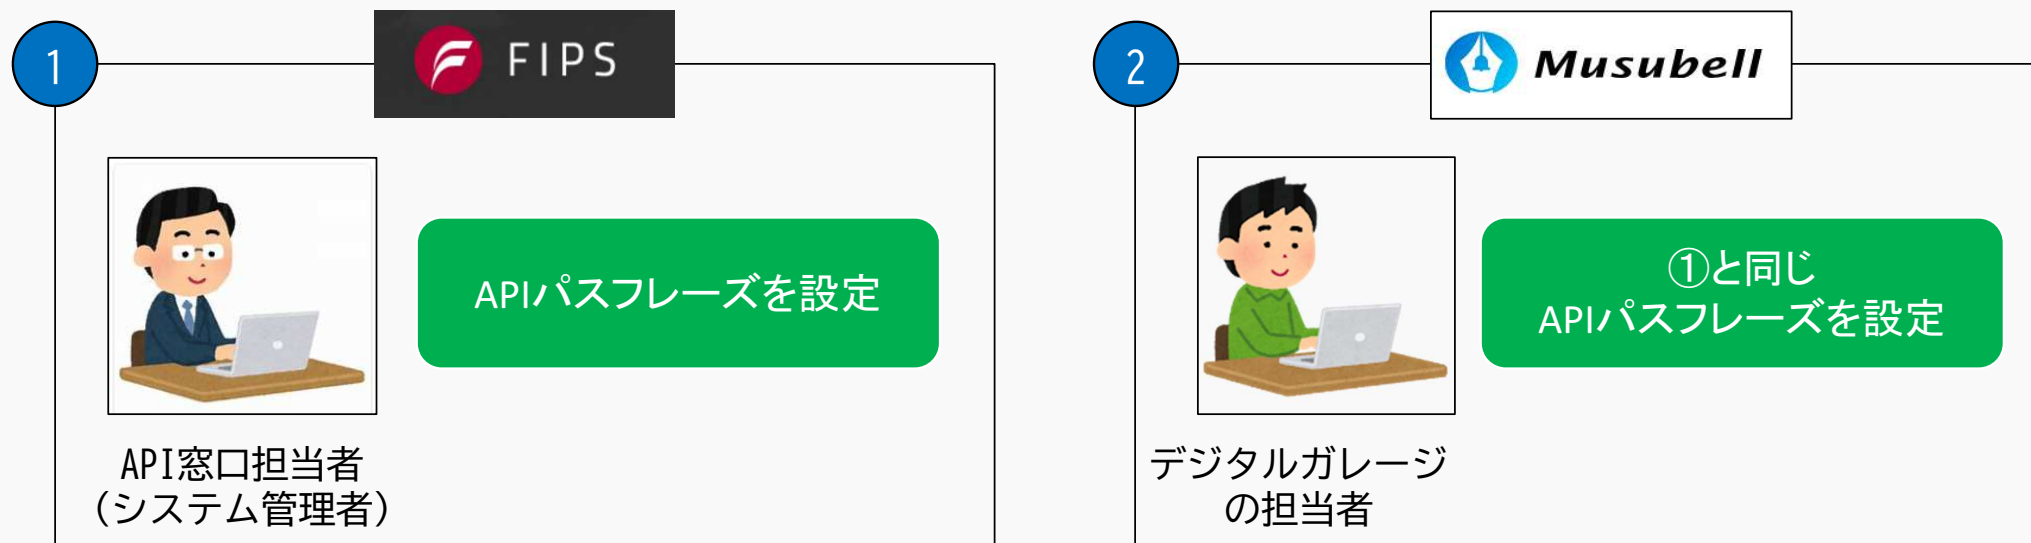 1
FIPS
APIパスフレーズを設定
API窓口担当者
(システム管理者)
2
Musubell
①と同じ
APIパスフレーズを設定
デジタルガレージ
の担当者